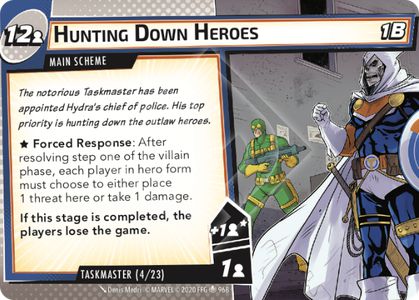 12
HUNTING DOWN HEROES
1B
MAIN SCHEME
The notorious Taskmaster has been
appointed Hydra's chief of police. His top
priority is hunting down the outlaw heroes.
★ Forced Response: After
resolving step one of the villain
phase, each player in hero form
must choose to either place
1 threat here or take 1 damage.
If this stage is completed, the
players lose the game.
+1★
1
TASKMASTER (4/23)
Denis Medri © MARVEL © 2020 FFG 96B